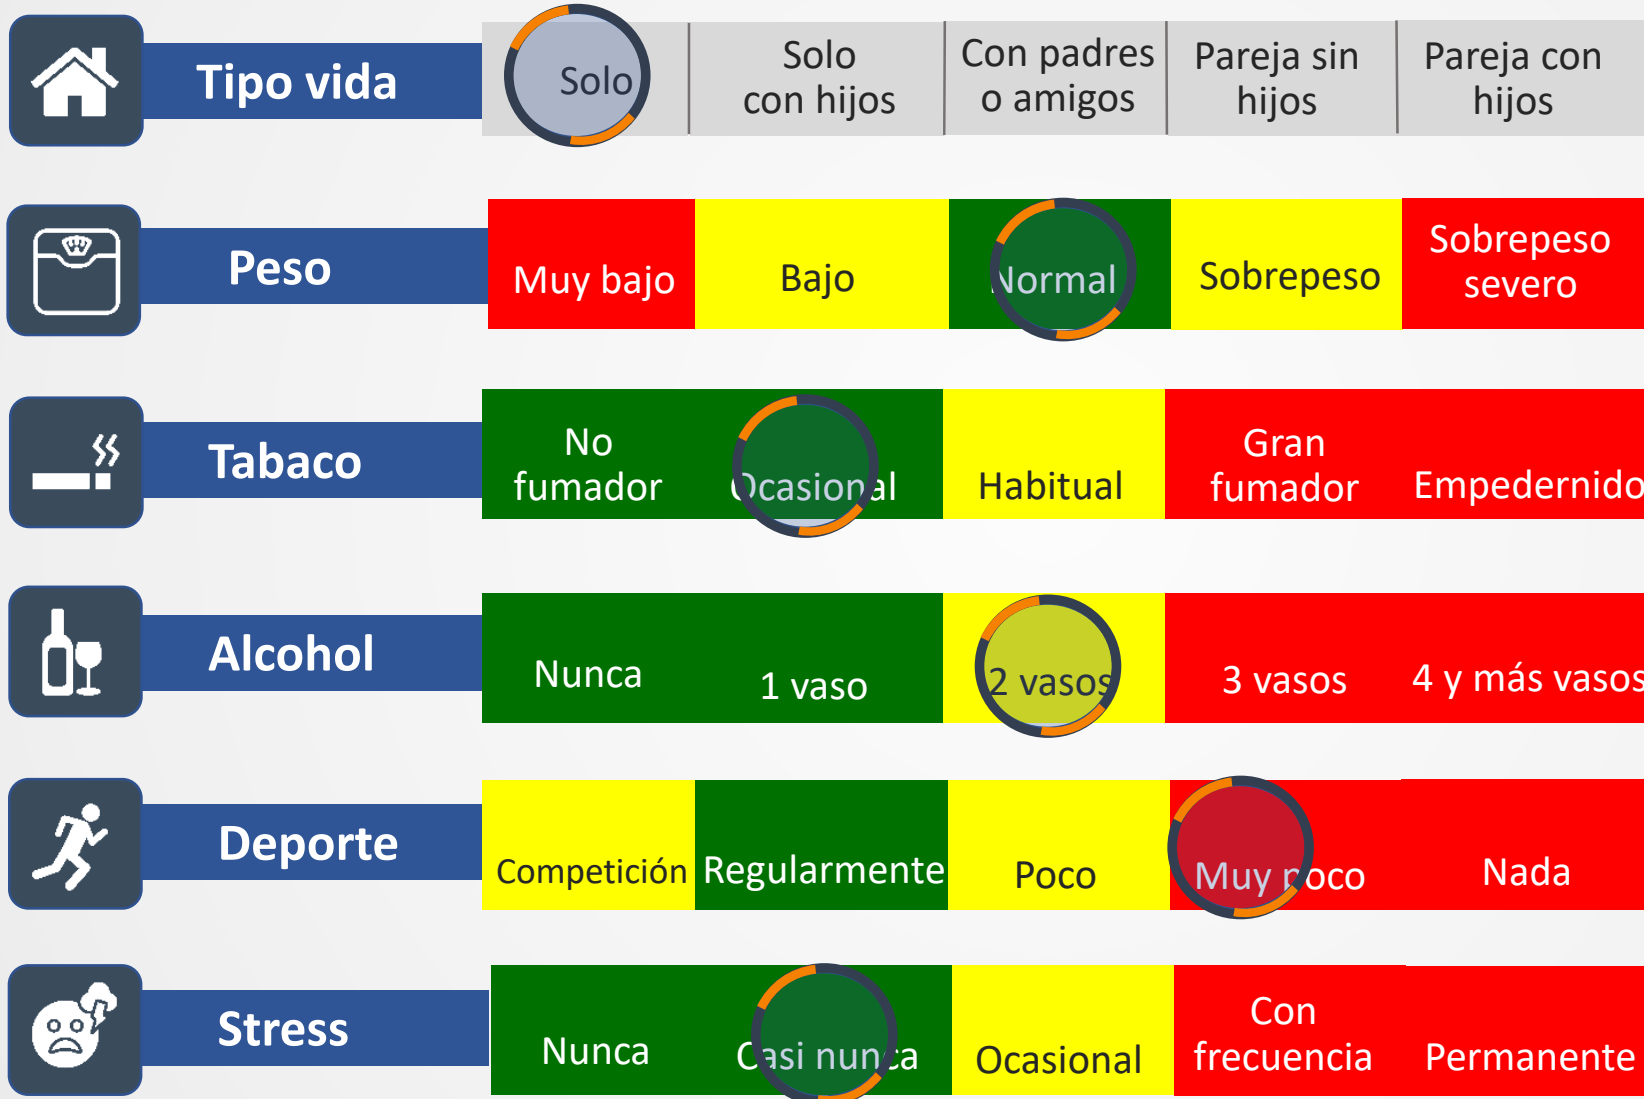 Tipo vida
Solo
Solo
con hijos
Con padres
o amigos
Pareja sin
hijos
Pareja con
hijos
Peso
Muy bajo
Bajo
Normal
Sobrepeso
Sobrepeso
severo
Tabaco
No
fumador
Ocasional
Habitual
Gran
fumador
Empedernido
Alcohol
Nunca
1 vaso
2 vasos
3 vasos
4 y más vasos
Deporte
Competición
Regularmente
Poco
Muy poco
Nada
Stress
Nunca
Casi nunca
Ocasional
Con
frecuencia
Permanente